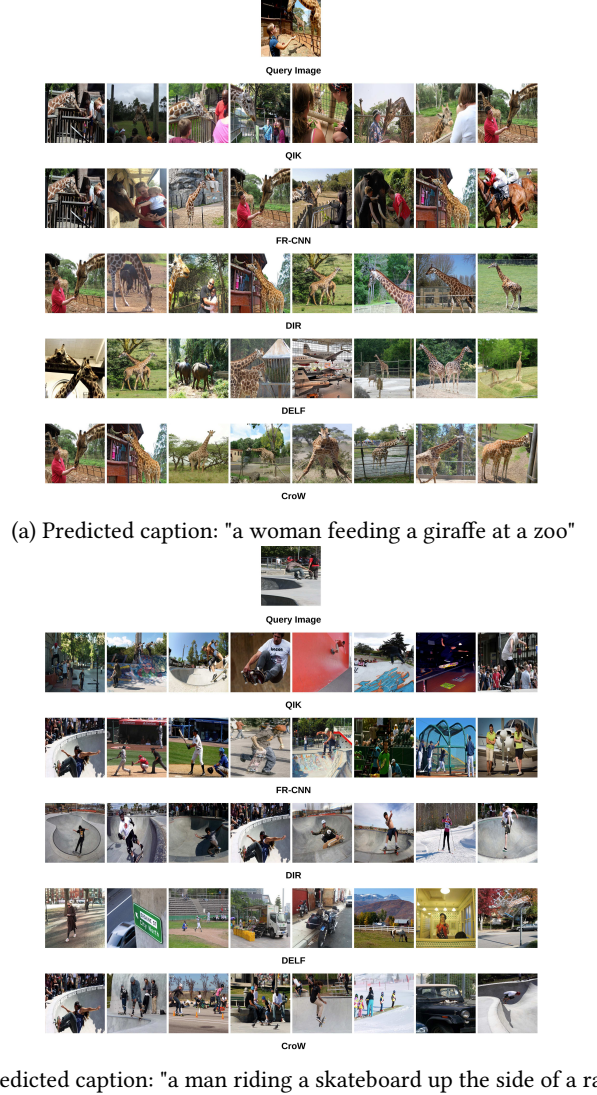 Query Image
QIK
FR-CNN
DIR
DELF
CroW
(a) Predicted caption: "a woman feeding a giraffe at a zoo"
Query Image
QIK
FR-CNN
DIR
DELF
CroW
edicted caption: "a man riding a skateboard up the side of a ra